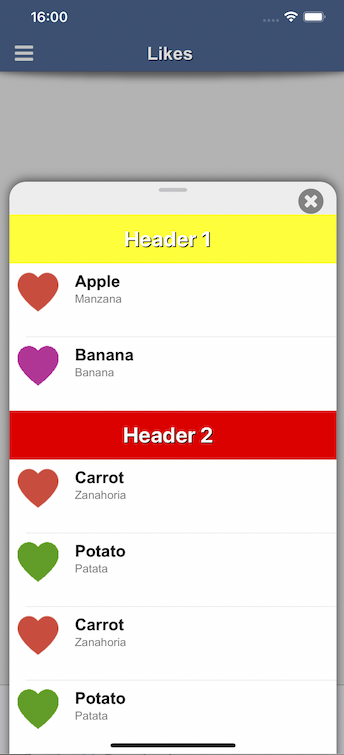 16:00
Likes
Header 1
Apple
Manzana
Banana
Banana
Header 2
Carrot
Zanahoria
Potato
Patata
Carrot
Zanahoria
Potato
Patata